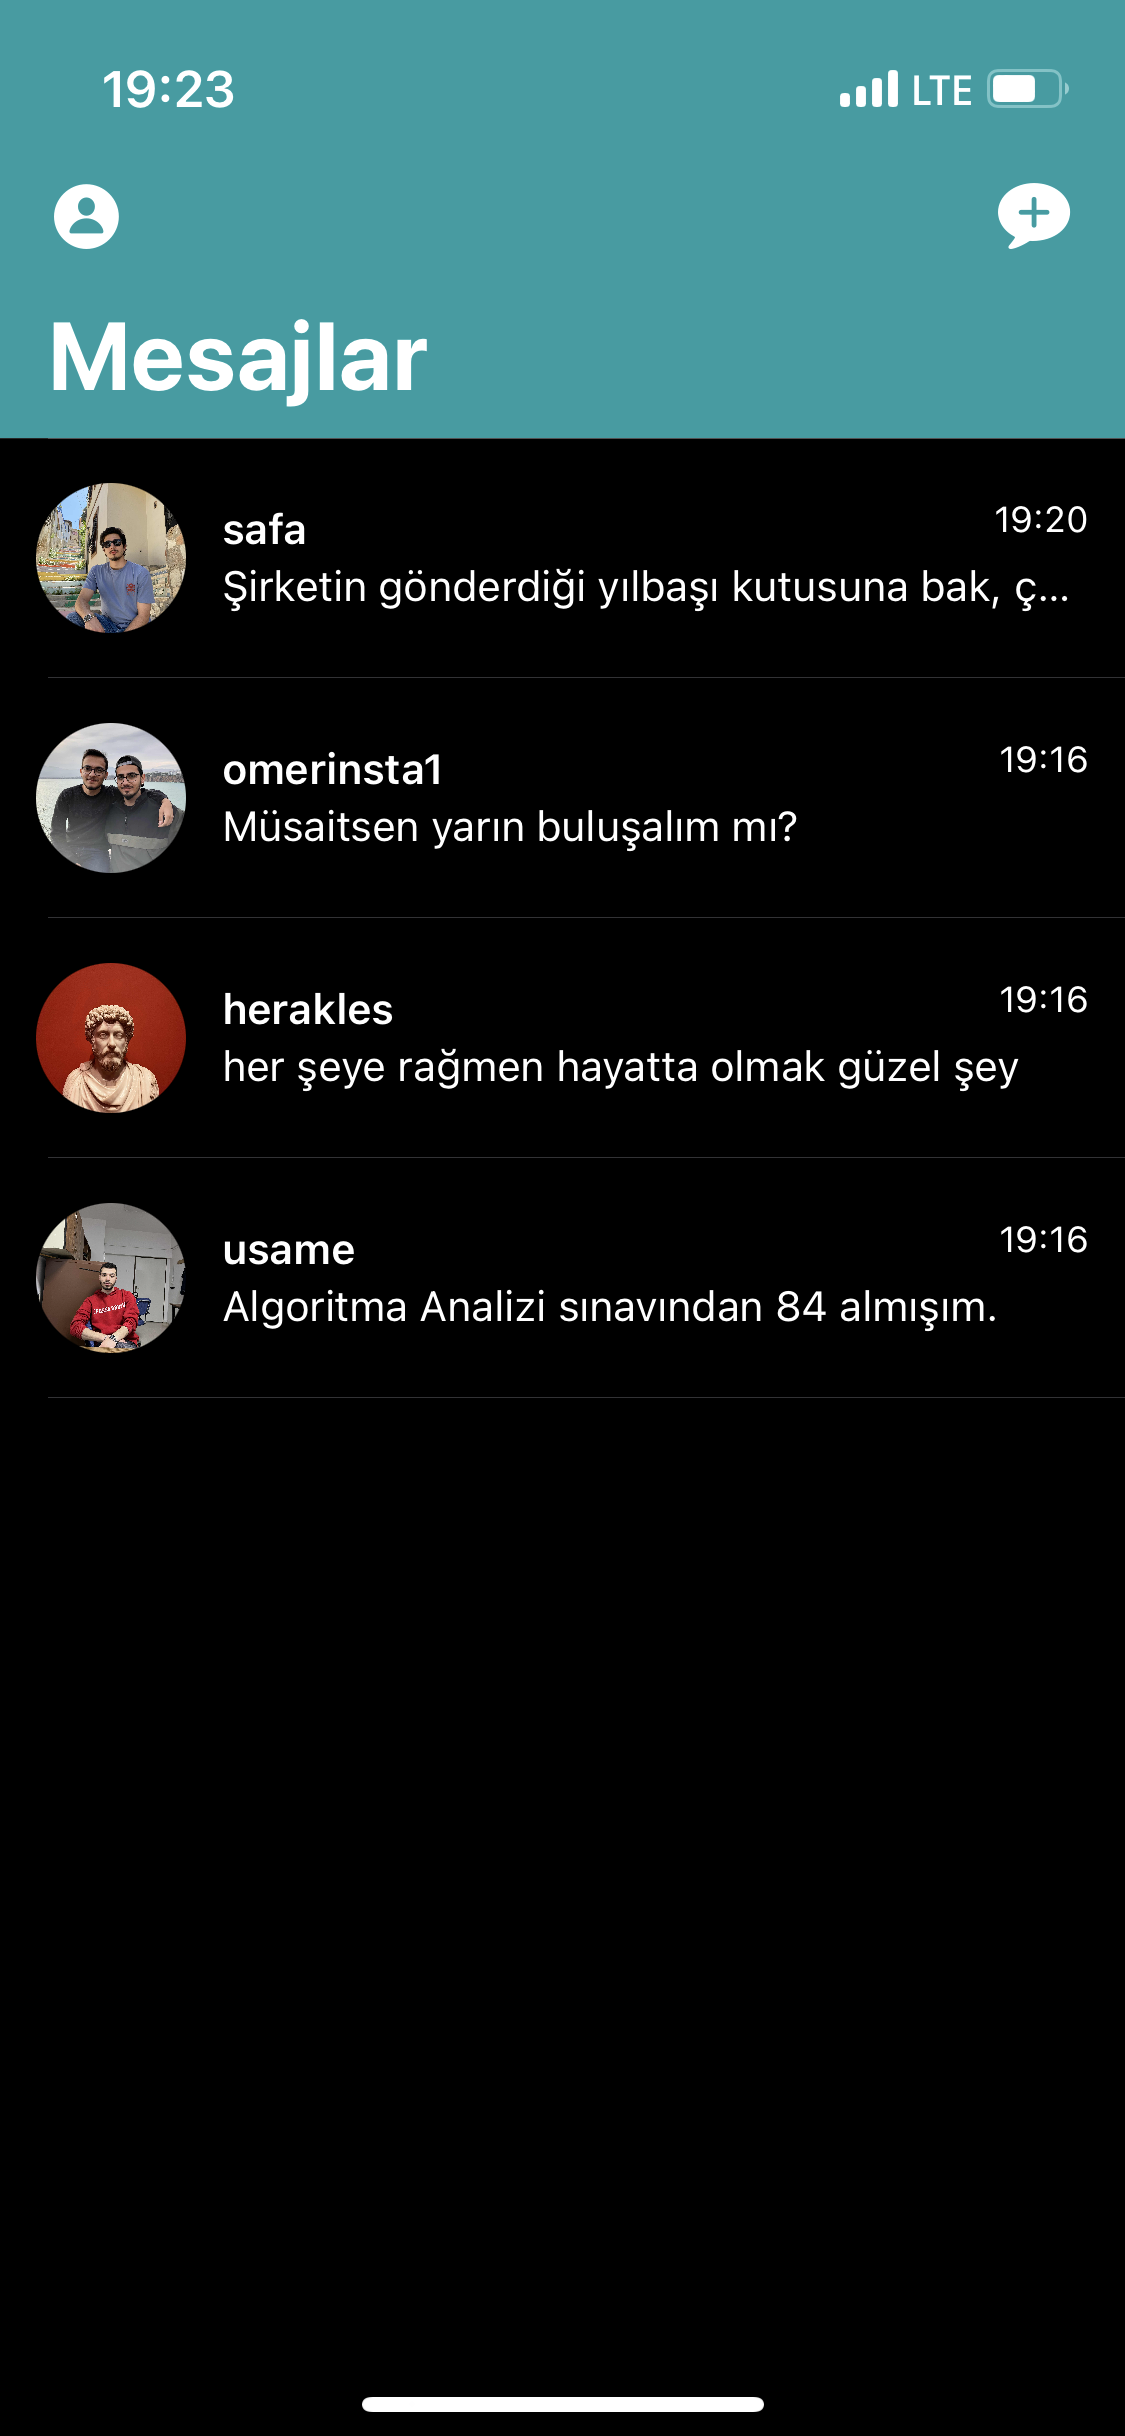 19:23
LTE
Mesajlar
safa
19:20
Şirketin gönderdiği yılbaşı kutusuna bak, ç...
omerinsta1
19:16
Müsaitsen yarın buluşalım mı?
herakles
19:16
her şeye rağmen hayatta olmak güzel şey
usame
19:16
Algoritma Analizi sınavından 84 almışım.